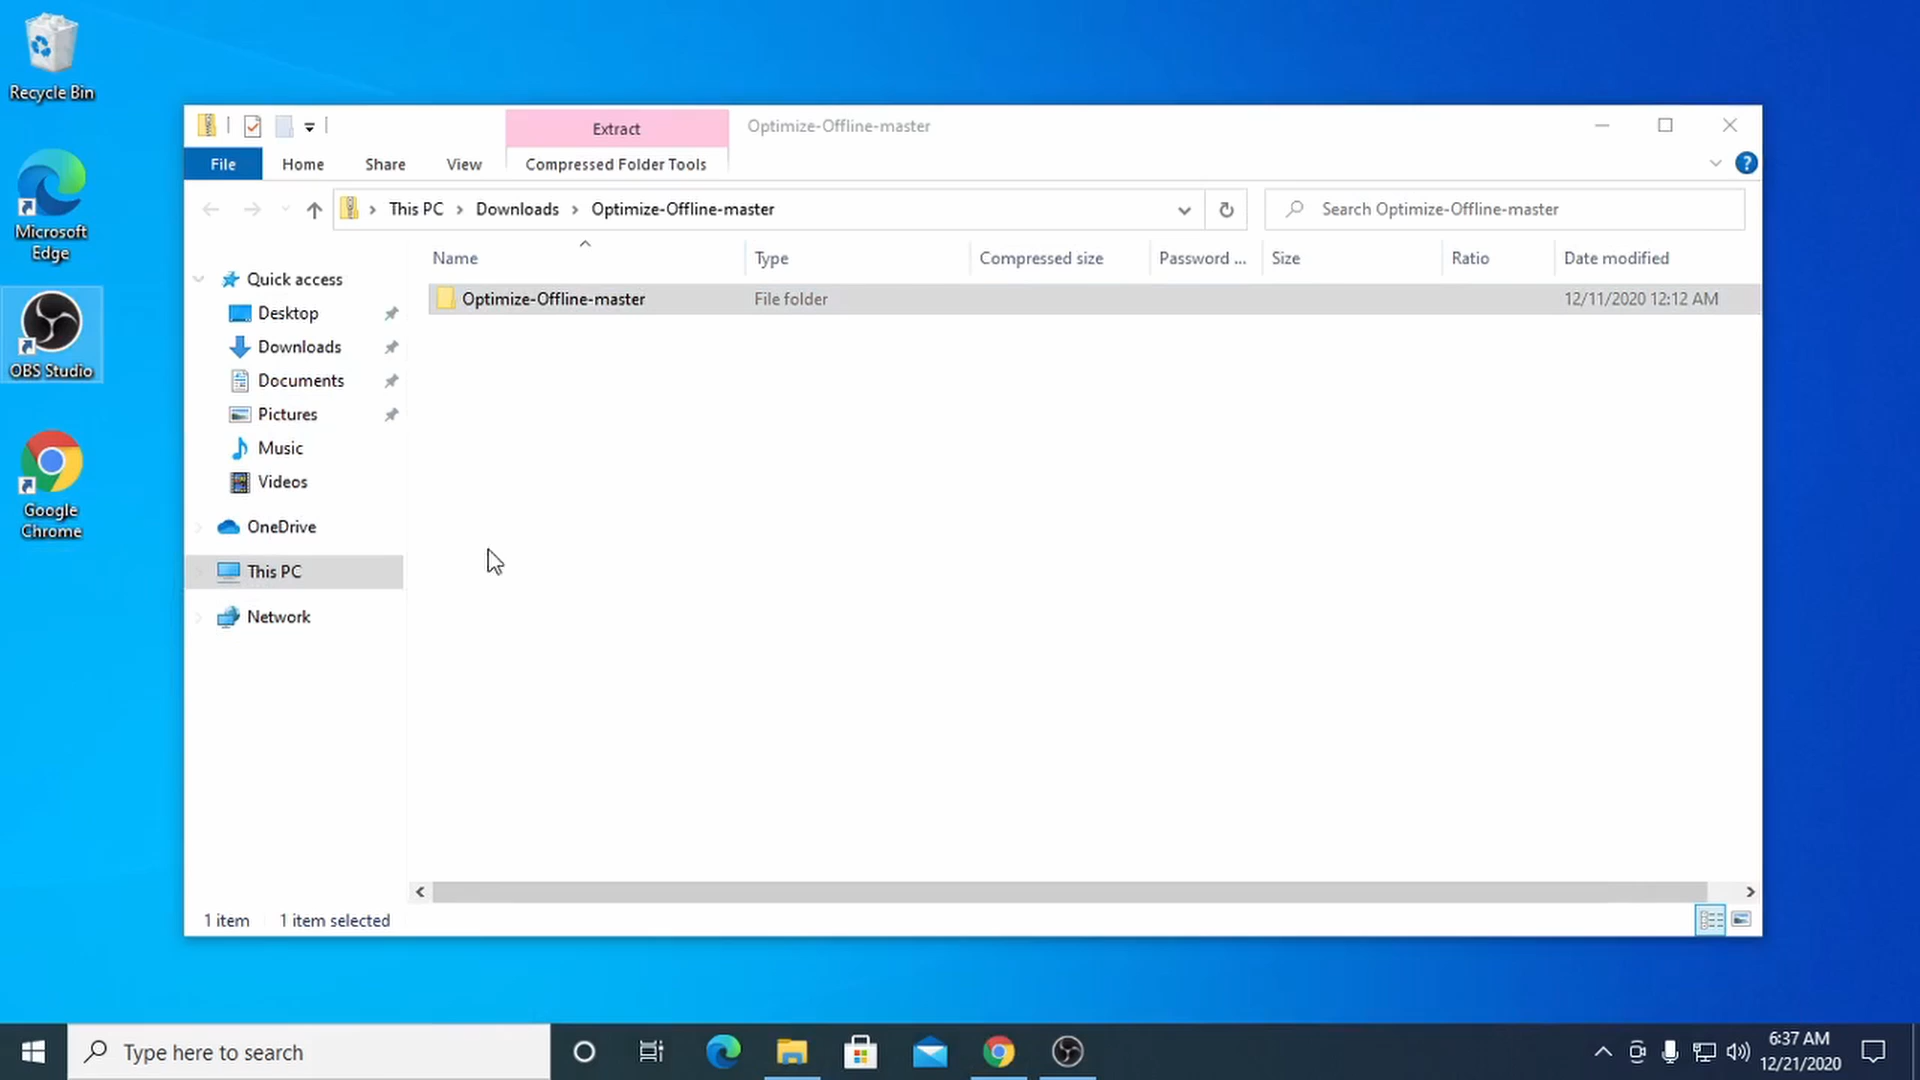 Recycle Bin
Microsoft
Edge
OBS Studio
Google
Chrome
Extract
Optimize-Offline-master
File
Home
Share
View
Compressed Folder Tools
?
This PC
Downloads
Optimize-Offline-master
Search Optimize-Offline-master
Name
Type
Compressed size
Password ...
Size
Ratio
Date modified
Optimize-Offline-master
File folder
12/11/2020 12:12 AM
Quick access
Desktop
Downloads
Documents
Pictures
Music
Videos
OneDrive
This PC
Network
1 item
1 item selected
Type here to search
6:37 AM
12/21/2020